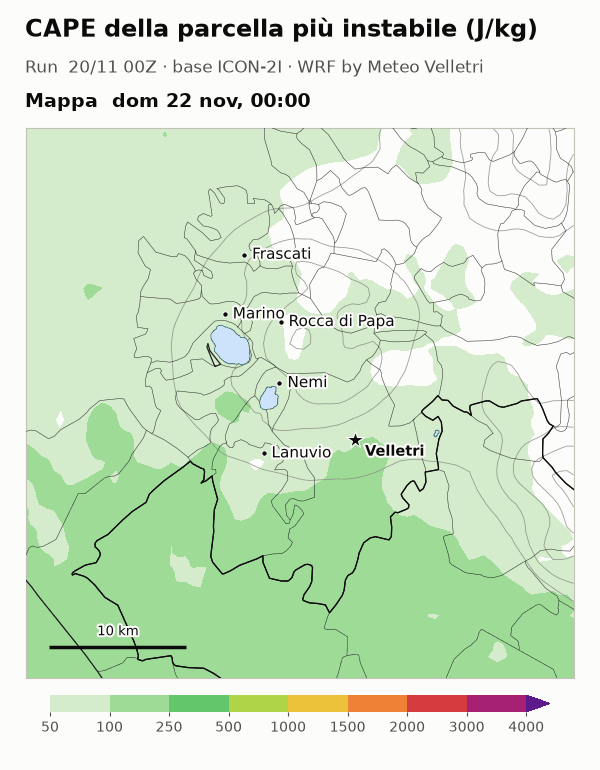 CAPE della parcella più instabile (J/kg)
Run 20/11 00Z · base ICON-2I · WRF by Meteo Velletri
Mappa dom 22 nov, 00:00
Frascati
Marino
Rocca di Papa
Nemi
Velletri
Lanuvio
10 km
50 100 250 500 1000 1500 2000 3000 4000